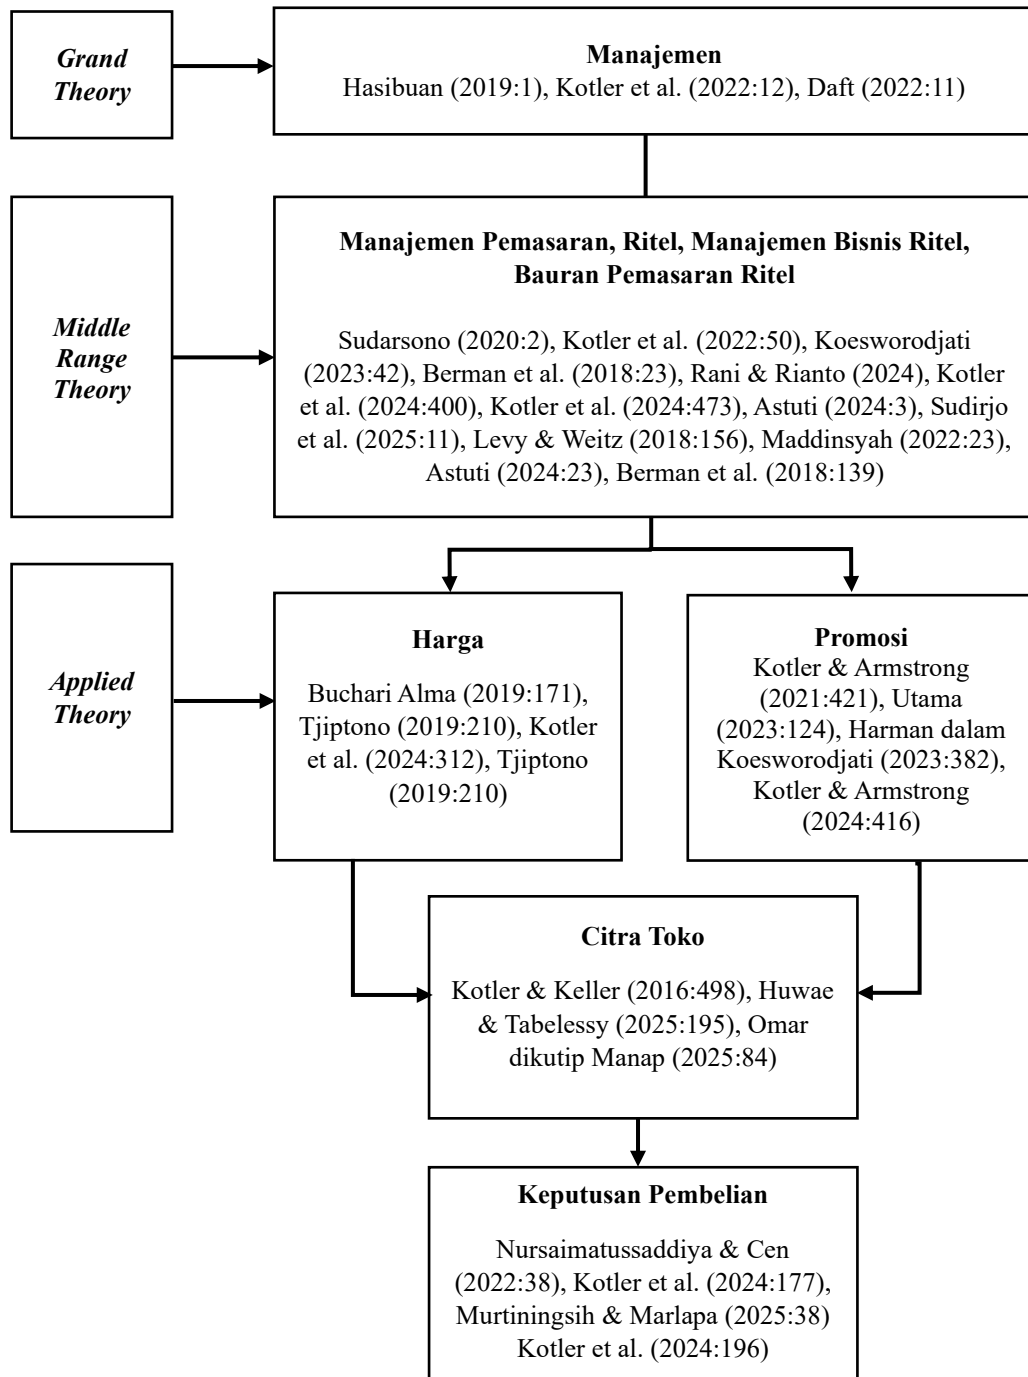 Grand
Theory
Manajemen
Hasibuan (2019:1), Kotler et al. (2022:12), Daft (2022:11)
Middle
Range
Theory
Manajemen Pemasaran, Ritel, Manajemen Bisnis Ritel,
Bauran Pemasaran Ritel
Sudarsono (2020:2), Kotler et al. (2022:50), Koesworodjati
(2023:42), Berman et al. (2018:23), Rani & Rianto (2024), Kotler
et al. (2024:400), Kotler et al. (2024:473), Astuti (2024:3), Sudirjo
et al. (2025:11), Levy & Weitz (2018:156), Maddinsyah (2022:23),
Astuti (2024:23), Berman et al. (2018:139)
Applied
Theory
Harga
Buchari Alma (2019:171),
Tjiptono (2019:210), Kotler
et al. (2024:312), Tjiptono
(2019:210)
Promosi
Kotler & Armstrong
(2021:421), Utama
(2023:124), Harman dalam
Koesworodjati (2023:382),
Kotler & Armstrong
(2024:416)
Citra Toko
Kotler & Keller (2016:498), Huwae
& Tabelessy (2025:195), Omar
dikutip Manap (2025:84)
Keputusan Pembelian
Nursaimatussaddiya & Cen
(2022:38), Kotler et al. (2024:177),
Murtiningsih & Marlapa (2025:38)
Kotler et al. (2024:196)